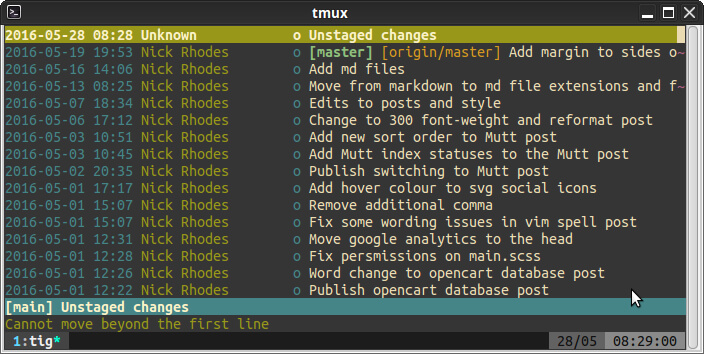 tmux
2016-05-28 08:28 Unknown o Unstaged changes
2016-05-19 19:53 Nick Rhodes o [master] [origin/master] Add margin to sides o~
2016-05-16 14:06 Nick Rhodes o Add md files
2016-05-13 08:25 Nick Rhodes o Move from markdown to md file extensions and f~
2016-05-07 18:34 Nick Rhodes o Edits to posts and style
2016-05-06 17:12 Nick Rhodes o Change to 300 font-weight and reformat post
2016-05-03 10:51 Nick Rhodes o Add new sort order to Mutt post
2016-05-03 10:45 Nick Rhodes o Add Mutt index statuses to the Mutt post
2016-05-02 20:35 Nick Rhodes o Publish switching to Mutt post
2016-05-01 17:17 Nick Rhodes o Add hover colour to svg social icons
2016-05-01 15:07 Nick Rhodes o Remove additional comma
2016-05-01 15:07 Nick Rhodes o Fix some wording issues in vim spell post
2016-05-01 12:31 Nick Rhodes o Move google analytics to the head
2016-05-01 12:28 Nick Rhodes o Fix persmissions on main.scss
2016-05-01 12:26 Nick Rhodes o Word change to opencart database post
2016-05-01 12:22 Nick Rhodes o Publish opencart database post
[main] Unstaged changes
Cannot move beyond the first line
1:tig* 28/05 08:29:00